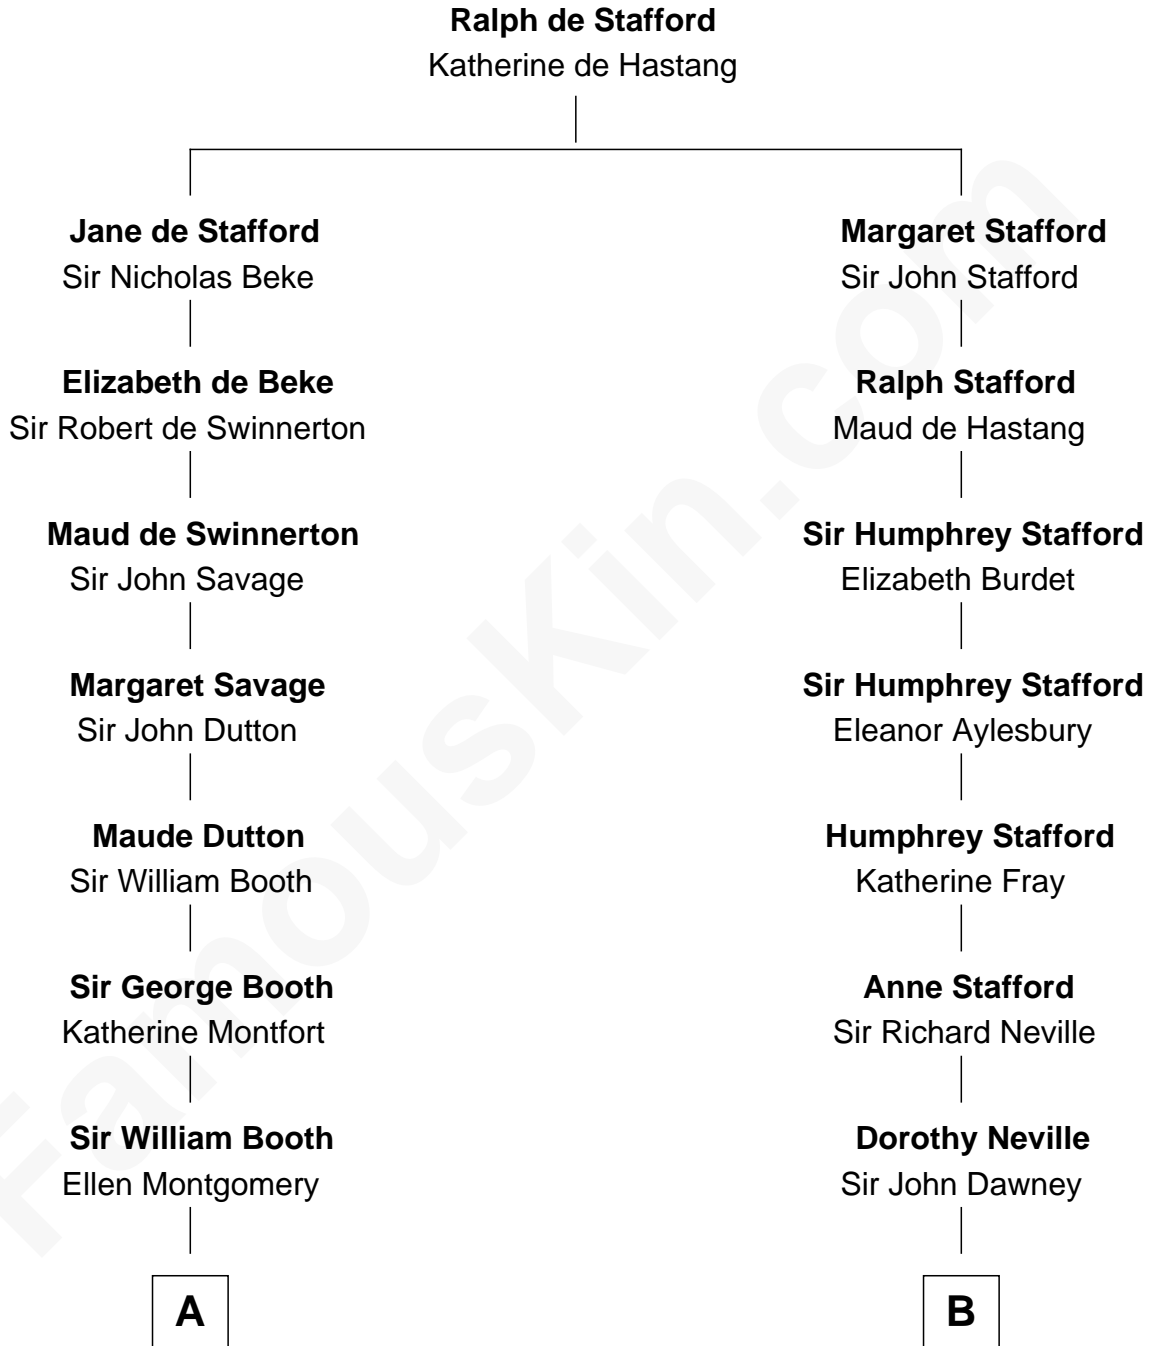 Ralph de Stafford
Katherine de Hastang
Jane de Stafford
Sir Nicholas Beke
Margaret Stafford
Sir John Stafford
Elizabeth de Beke
Sir Robert de Swinnerton
Ralph Stafford
Maud de Hastang
Maud de Swinnerton
Sir John Savage
Sir Humphrey Stafford
Elizabeth Burdet
Margaret Savage
Sir John Dutton
Sir Humphrey Stafford
Eleanor Aylesbury
Maude Dutton
Sir William Booth
Humphrey Stafford
Katherine Fray
Sir George Booth
Katherine Montfort
Anne Stafford
Sir Richard Neville
Sir William Booth
Ellen Montgomery
Dorothy Neville
Sir John Dawney
A
B
FamousKin.com